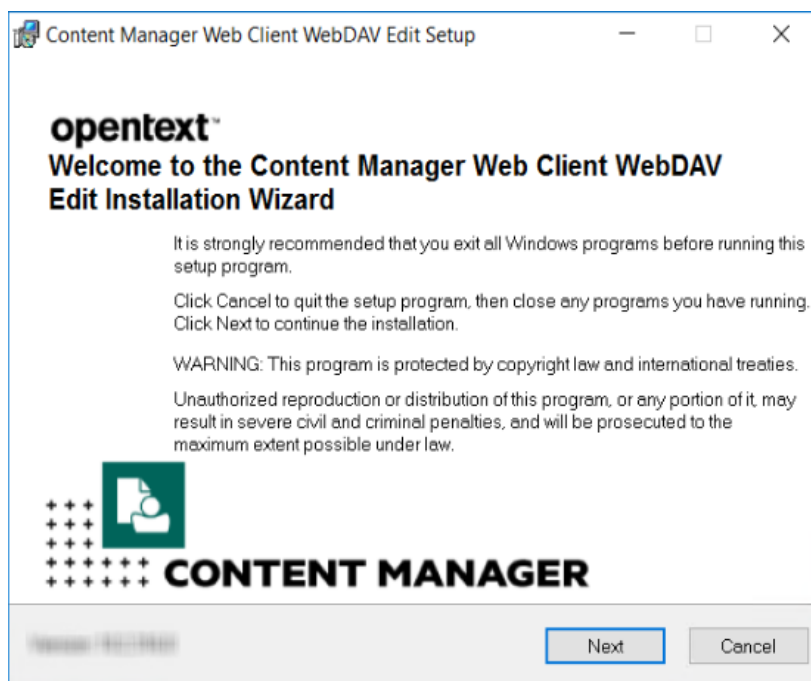 Content Manager Web Client WebDAV Edit Setup
opentext™
Welcome to the Content Manager Web Client WebDAV
Edit Installation Wizard
It is strongly recommended that you exit all Windows programs before running this
setup program.
Click Cancel to quit the setup program, then close any programs you have running.
Click Next to continue the installation.
WARNING: This program is protected by copyright law and international treaties.
Unauthorized reproduction or distribution of this program, or any portion of it, may
result in severe civil and criminal penalties, and will be prosecuted to the
maximum extent possible under law.
CONTENT MANAGER
Next
Cancel